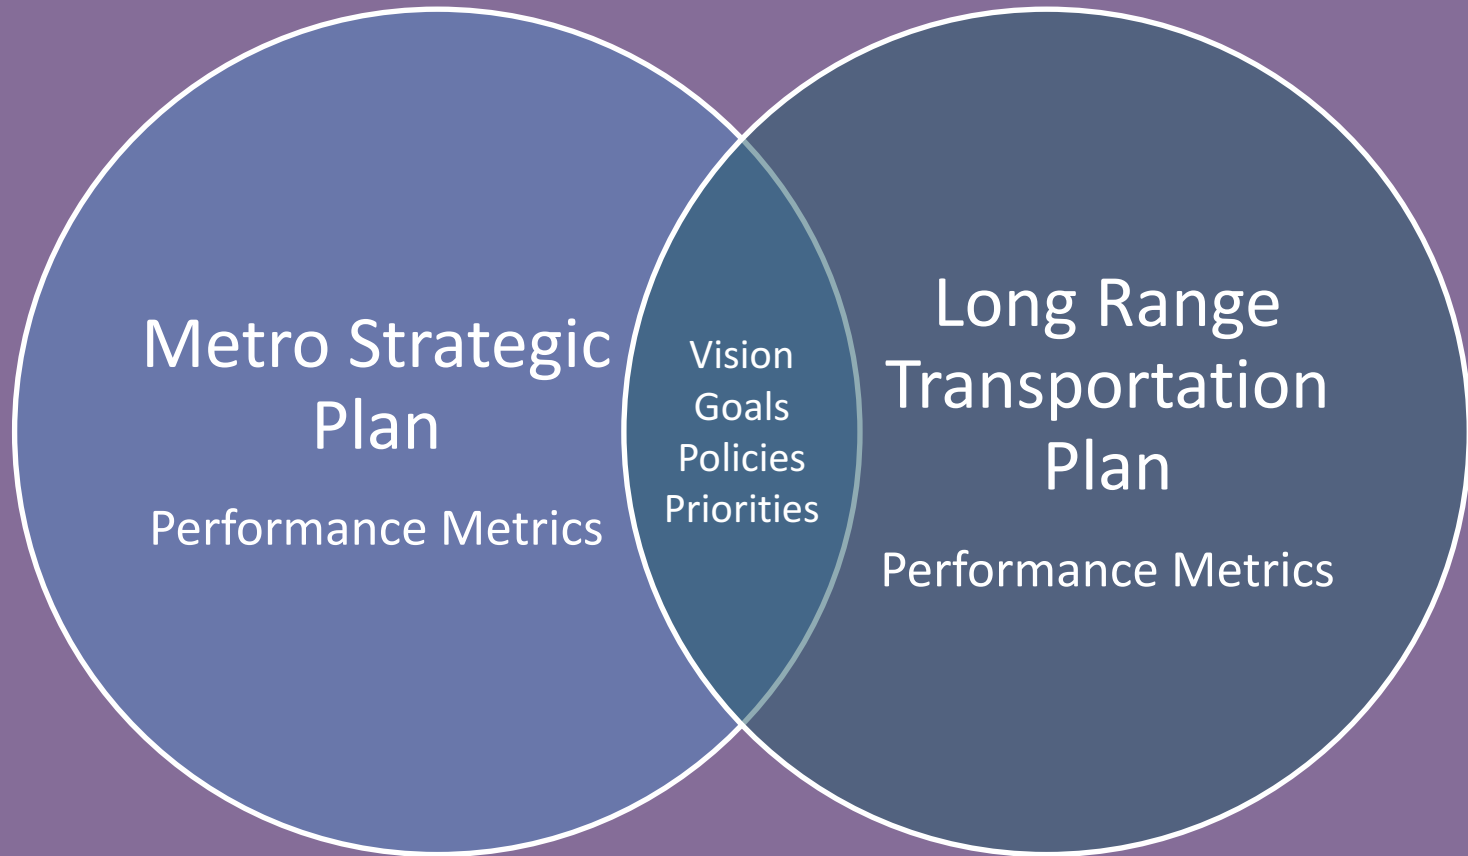 Metro Strategic
Plan
Performance Metrics
Vision
Goals
Policies
Priorities
Long Range
Transportation
Plan
Performance Metrics